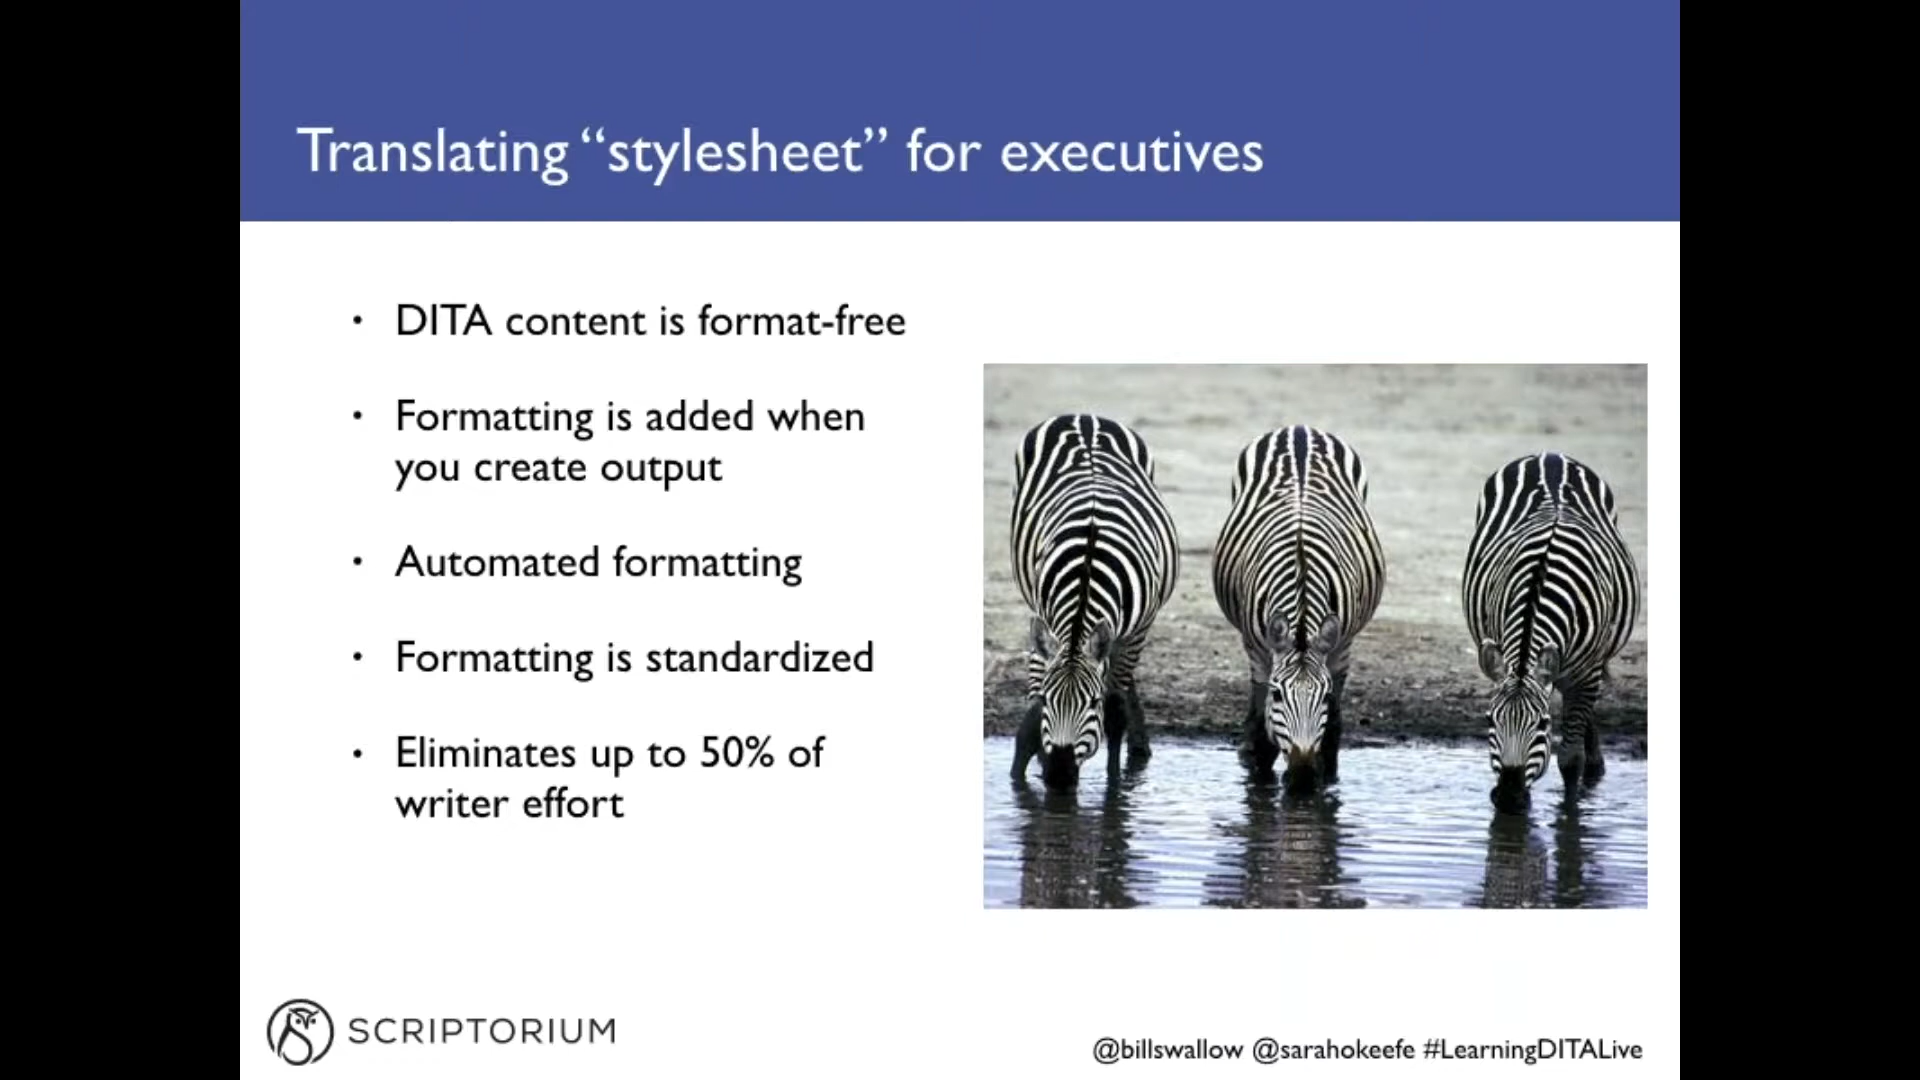 Translating “stylesheet” for executives
• DITA content is format-free
• Formatting is added when
you create output
• Automated formatting
• Formatting is standardized
• Eliminates up to 50% of
writer effort
SCRIPTORIUM
@billswallow @sarahokeefe #LearningDITALive